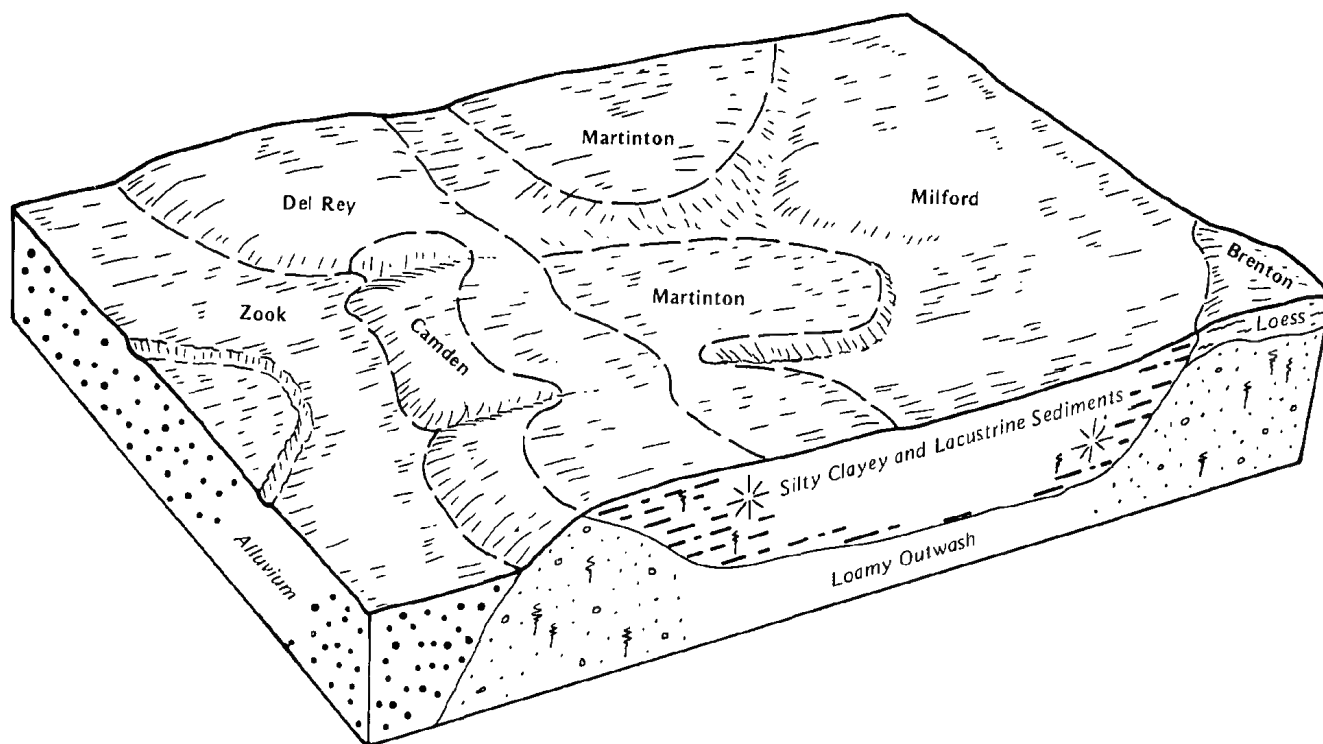 Martinton
Del Rey
Milford
Brenton
Martinton
Zook
Camden
Loess
Silty Clayey and Lacustrine Sediments
Alluvium
Loamy Outwash